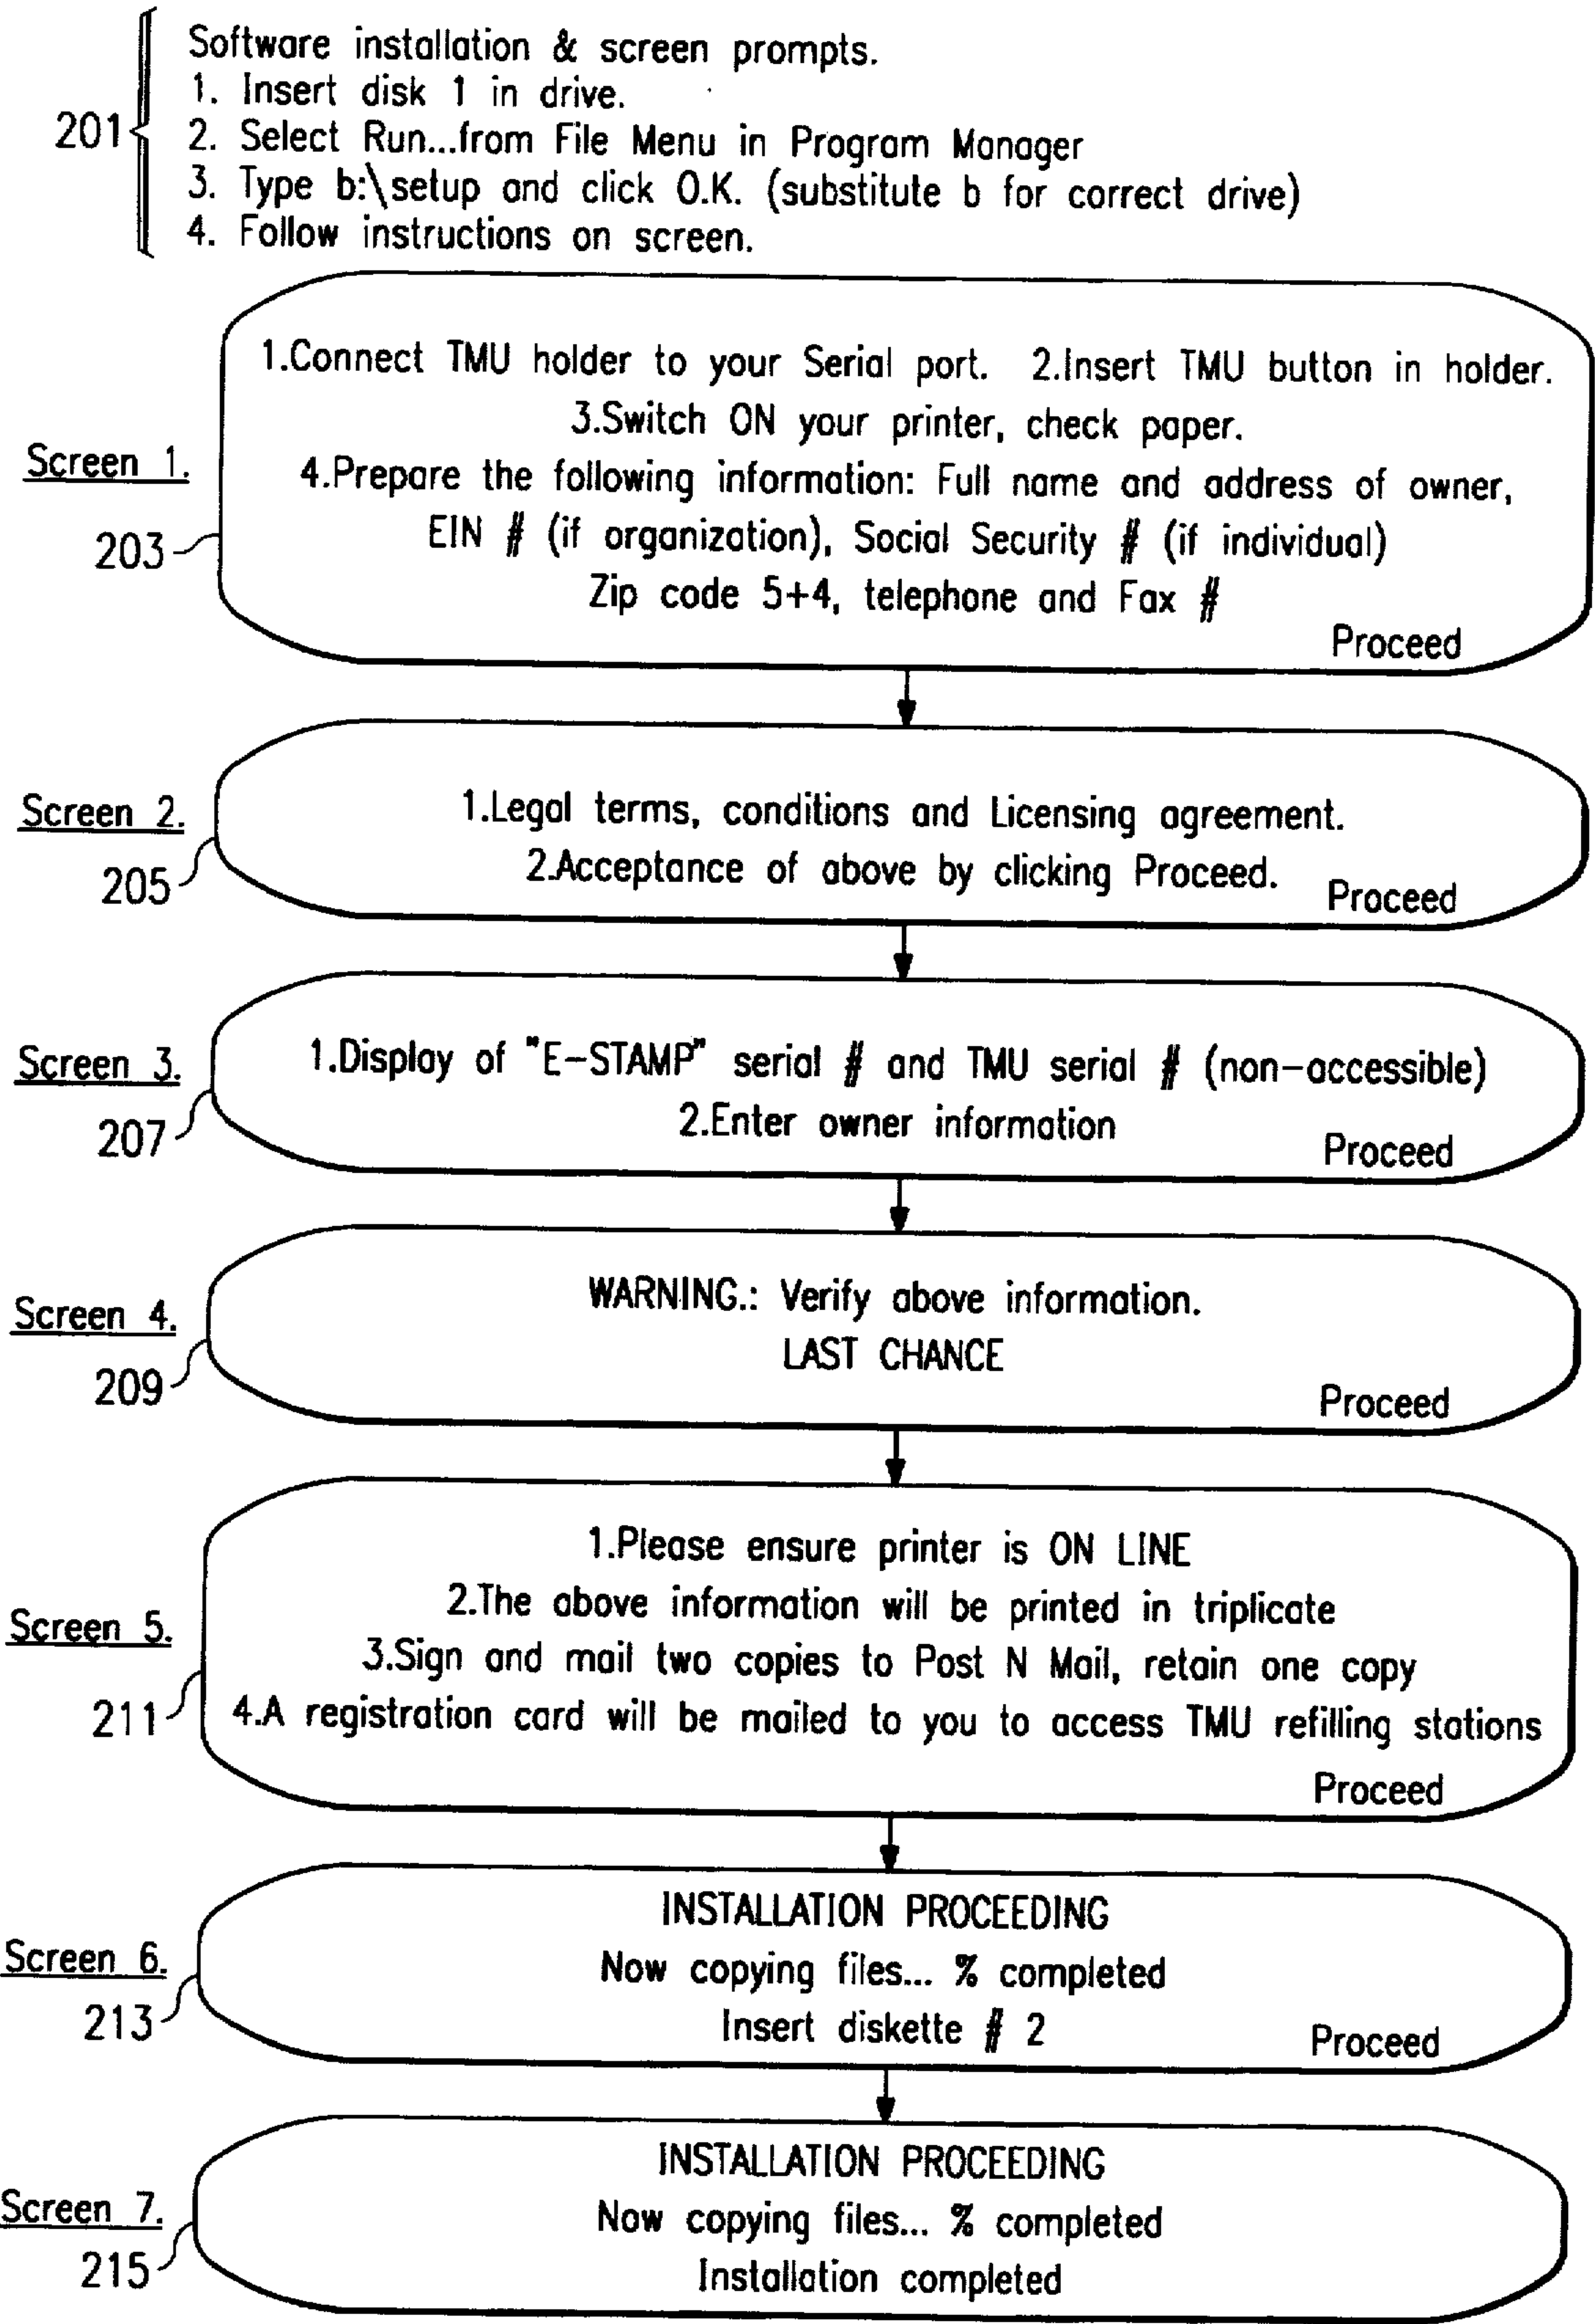 Software installation & screen prompts.
1. Insert disk 1 in drive.
201
2. Select Run...from File Menu in Program Manager
3. Type b:\setup and click O.K. (substitute b for correct drive)
4. Follow instructions on screen.
1.Connect TMU holder to your Serial port. 2.Insert TMU button in holder.
3.Switch ON your printer, check paper.
Screen 1.
4.Prepare the following information: Full name and address of owner,
203
EIN # (if organization), Social Security # (if individual)
Zip code 5+4, telephone and Fax #
Proceed
Screen 2.
1.Legal terms, conditions and Licensing agreement.
205
2.Acceptance of above by clicking Proceed.
Proceed
Screen 3.
1.Display of "E-STAMP" serial # and TMU serial # (non-accessible)
207
2.Enter owner information
Proceed
Screen 4.
WARNING.: Verify above information.
209
LAST CHANCE
Proceed
1.Please ensure printer is ON LINE
2.The above information will be printed in triplicate
Screen 5.
3.Sign and mail two copies to Post N Mail, retain one copy
211
4.A registration card will be mailed to you to access TMU refilling stations
Proceed
INSTALLATION PROCEEDING
Screen 6.
Now copying files... % completed
213
Insert diskette # 2
Proceed
INSTALLATION PROCEEDING
Screen 7.
Now copying files... % completed
215
Installation completed